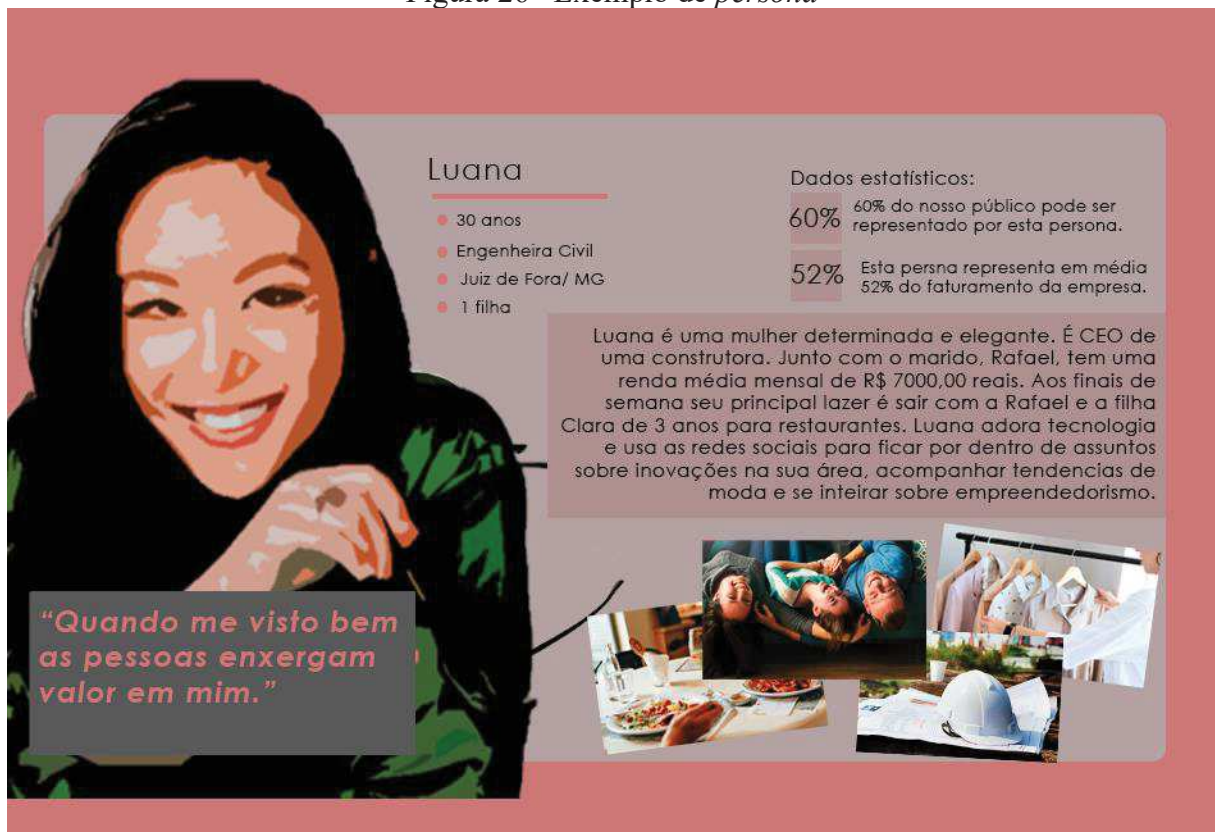 Figura 20 - Exemplo de persona
Luana
30 anos
Engenheira Civil
Juiz de Fora/ MG
1 filha
Dados estatísticos:
60% 60% do nosso público pode ser
representado por esta persona.
52% Esta persna representa em média
52% do faturamento da empresa.
Luana é uma mulher determinada e elegante. É CEO de
uma construtora. Junto com o marido, Rafael, tem uma
renda média mensal de R$ 7000,00 reais. Aos finais de
semana seu principal lazer é sair com a Rafael e a filha
Clara de 3 anos para restaurantes. Luana adora tecnologia
e usa as redes sociais para ficar por dentro de assuntos
sobre inovações na sua área, acompanhar tendencias de
moda e se inteirar sobre empreendedorismo.
“Quando me visto bem
as pessoas enxergam
valor em mim.”